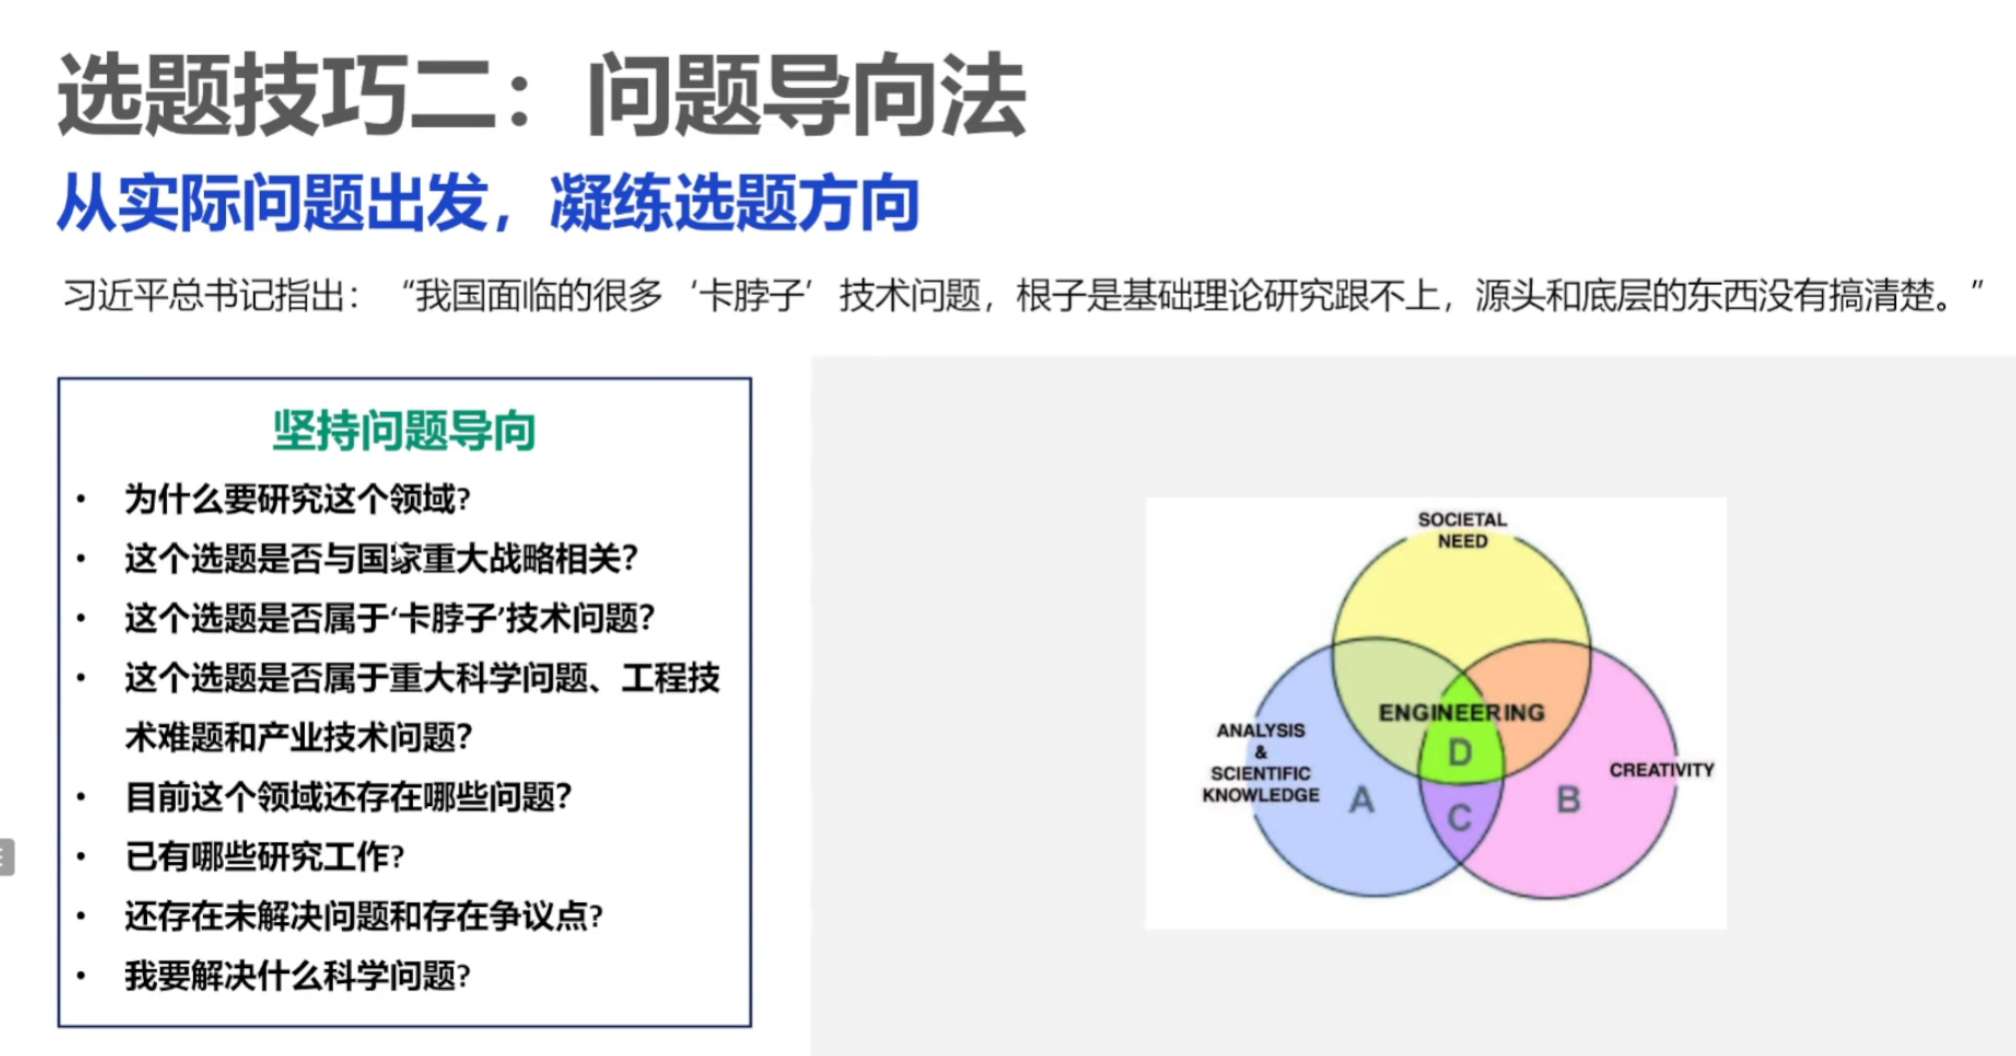 选题技巧二：问题导向法
从实际问题出发，凝练选题方向
习近平总书记指出：“我国面临的很多‘卡脖子’技术问题，根子是基础理论研究跟不上，源头和底层的东西没有搞清楚。”
坚持问题导向
• 为什么要研究这个领域?
• 这个选题是否与国家重大战略相关？
• 这个选题是否属于‘卡脖子’技术问题？
• 这个选题是否属于重大科学问题、工程技
术难题和产业技术问题？
• 目前这个领域还存在哪些问题？
• 已有哪些研究工作?
• 还存在未解决问题和存在争议点?
• 我要解决什么科学问题?
SOCIETAL
NEED
ENGINEERING
D
ANALYSIS
&
SCIENTIFIC
KNOWLEDGE
A
C
B
CREATIVITY